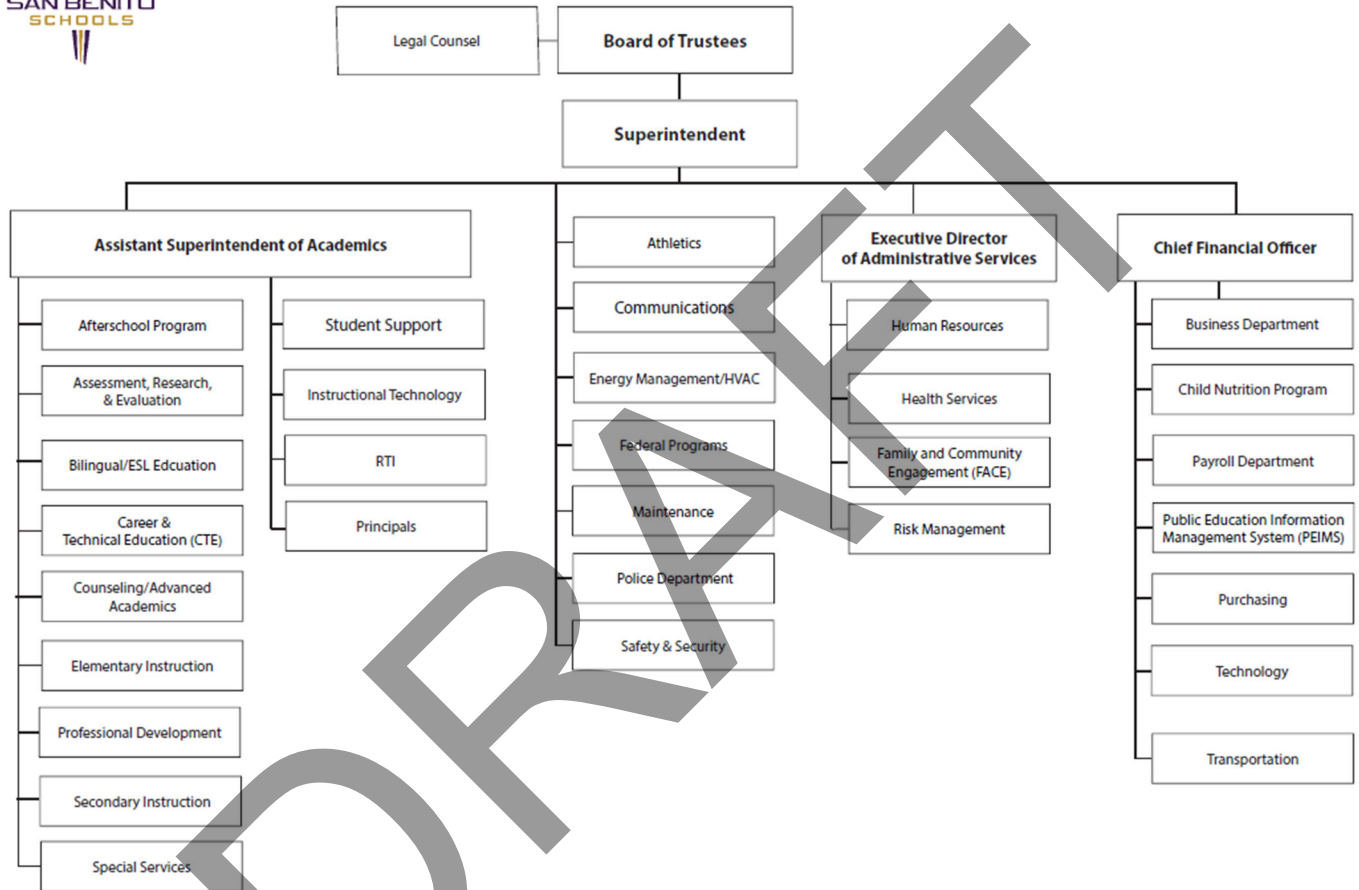 SAN BENITO
SCHOOLS
Legal Counsel
Board of Trustees
Superintendent
Assistant Superintendent of Academics
Afterschool Program
Assessment, Research,
& Evaluation
Bilingual/ESL Edcuation
Career &
Technical Education (CTE)
Counseling/Advanced
Academics
Elementary Instruction
Professional Development
Secondary Instruction
Special Services
Student Support
Instructional Technology
RTI
Principals
Athletics
Communications
Energy Management/HVAC
Federal Programs
Maintenance
Police Department
Safety & Security
Executive Director
of Administrative Services
Human Resources
Health Services
Family and Community
Engagement (FACE)
Risk Management
Chief Financial Officer
Business Department
Child Nutrition Program
Payroll Department
Public Education Information
Management System (PEIMS)
Purchasing
Technology
Transportation
DRAFT